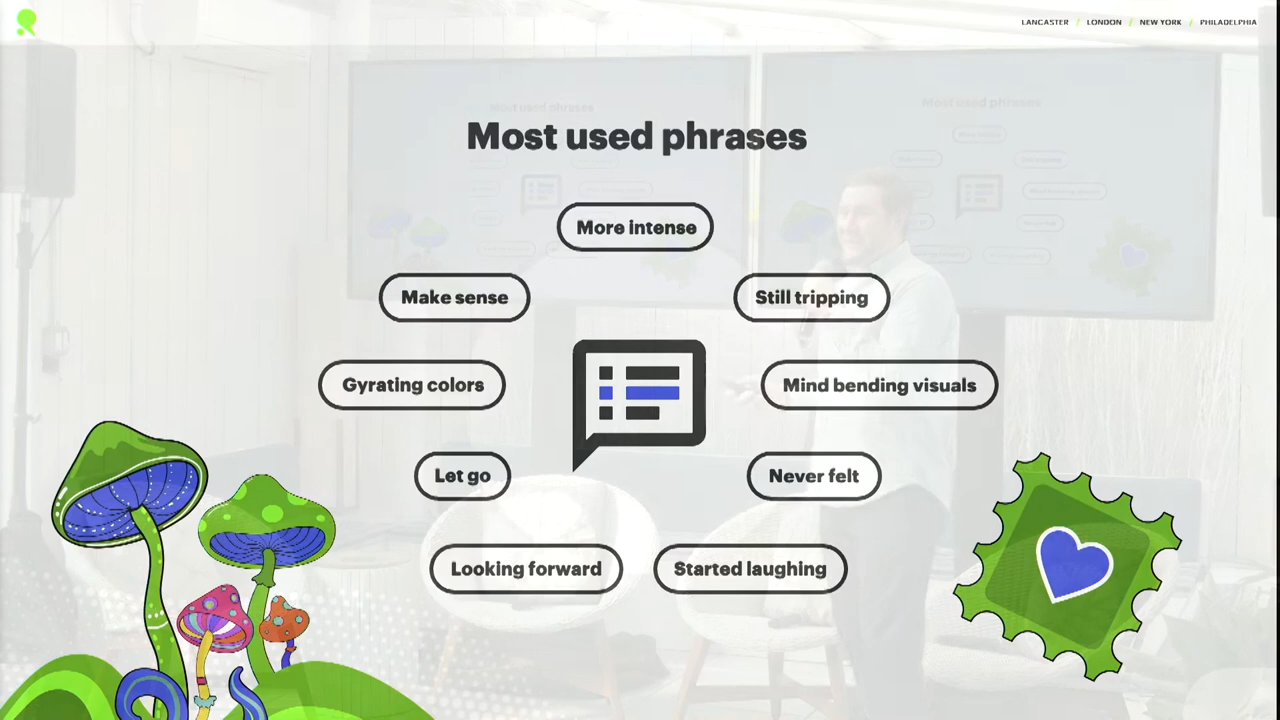 LANCASTER / LONDON / NEW YORK / PHILADELPHIA
Most used phrases
More intense
Make sense
Still tripping
Gyrating colors
Mind bending visuals
Let go
Never felt
Looking forward
Started laughing